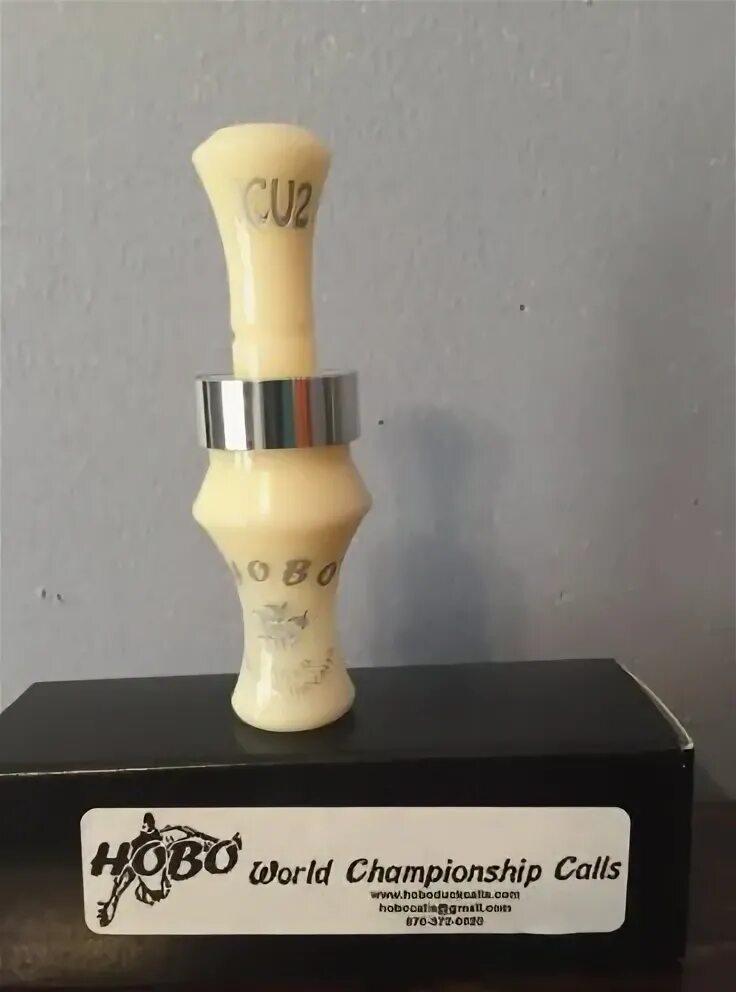 CU2
HOBO
HOBO World Championship Calls
www.hoboduckcalls.com
hobocalls@gmail.com